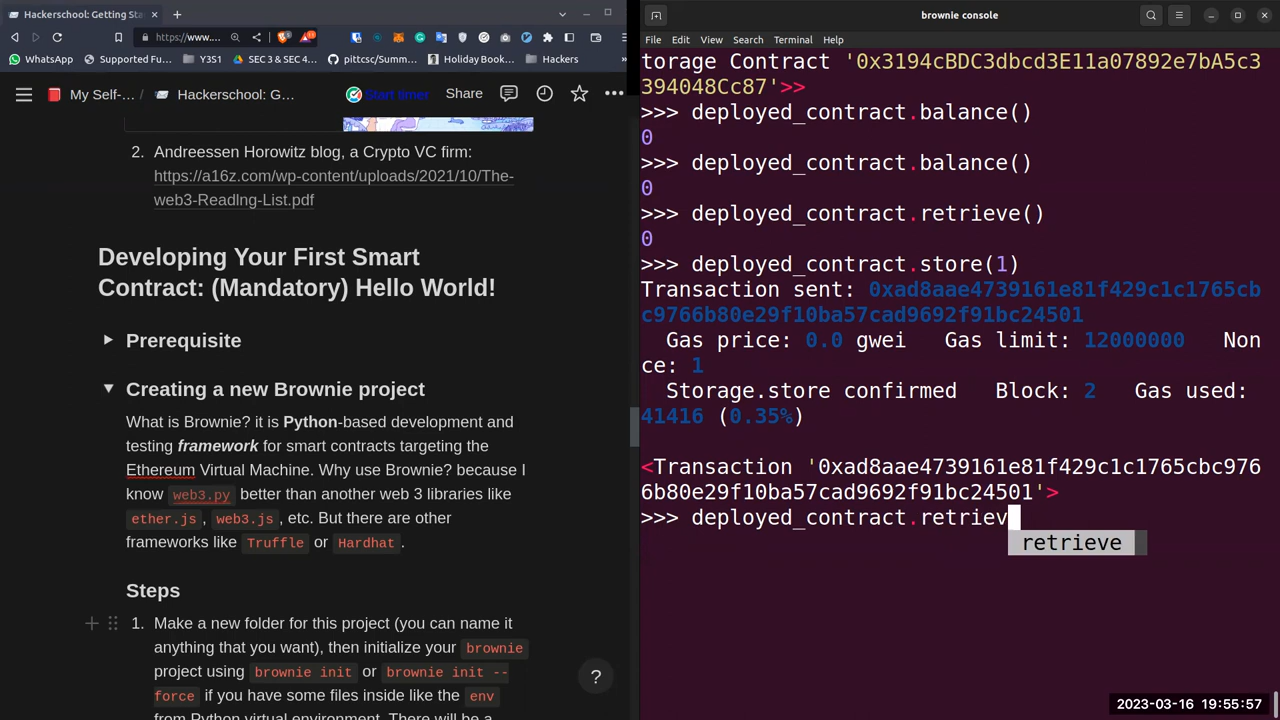 Hackerschool: Getting Sta
https://www....
WhatsApp
Supported Fu...
Y3S1
SEC 3 & SEC 4...
pittcsc/Summ...
Holiday Book...
Hackers
My Self-... / Hackerschool: G...
Start timer
Share
2. Andreessen Horowitz blog, a Crypto VC firm:
https://a16z.com/wp-content/uploads/2021/10/The-
web3-Readlng-List.pdf
Developing Your First Smart
Contract: (Mandatory) Hello World!
Prerequisite
Creating a new Brownie project
What is Brownie? it is Python-based development and
testing framework for smart contracts targeting the
Ethereum Virtual Machine. Why use Brownie? because I
know web3.py better than another web 3 libraries like
ether.js, web3.js, etc. But there are other
frameworks like Truffle or Hardhat.
Steps
1. Make a new folder for this project (you can name it
anything that you want), then initialize your brownie
project using brownie init or brownie init --
force if you have some files inside like the env
from Python virtual environment. There will be a
?
brownie console
File Edit View Search Terminal Help
torage Contract '0x3194cBDC3dbcd3E11a07892e7bA5c3
394048Cc87'>>
>>> deployed_contract.balance()
0
>>> deployed_contract.balance()
0
>>> deployed_contract.retrieve()
0
>>> deployed_contract.store(1)
Transaction sent: 0xad8aae4739161e81f429c1c1765cb
c9766b80e29f10ba57cad9692f91bc24501
Gas price: 0.0 gwei Gas limit: 12000000 Non
ce: 1
Storage.store confirmed Block: 2 Gas used:
41416 (0.35%)
<Transaction '0xad8aae4739161e81f429c1c1765cbc976
6b80e29f10ba57cad9692f91bc24501'>
>>> deployed_contract.retriev
retrieve
2023-03-16 19:55:57